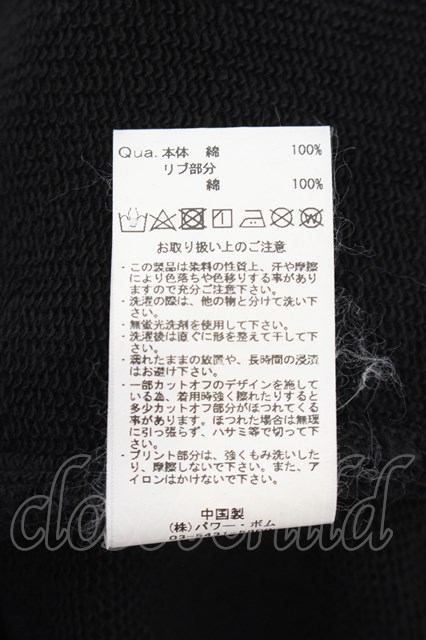 Qua. 本体 綿 100%
リブ部分
綿 100%
お取り扱い上のご注意
・この製品は染料の性質上、汗や摩擦
により色落ちや色移りする事があり
ますので充分ご注意下さい。
・洗濯の際は、他の物と分けて洗い下
さい。
・無蛍光洗剤を使用して下さい。
・洗濯後は直ぐに形を整えて干して下
さい。
・濡れたままの放置や、長時間の浸漬
はお避け下さい。
・一部カットオフのデザインを施し
ている為、着用時強く擦れたりすると
多少カットオフ部分がほつれてくる
事があります。ほつれた場合は無理
に引っ張らず、ハサミ等で切って下
さい。
・プリント部分は、強くもみ洗いした
り、摩擦しないで下さい。また、ア
イロンはかけないで下さい。
中国製
(株)パワー・ボム
closetchild